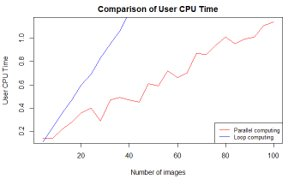 Comparison of User CPU Time
User CPU Time
1.0
0.8
0.6
0.4
0.2
20
40
60
80
100
Number of images
Parallel computing
Loop computing